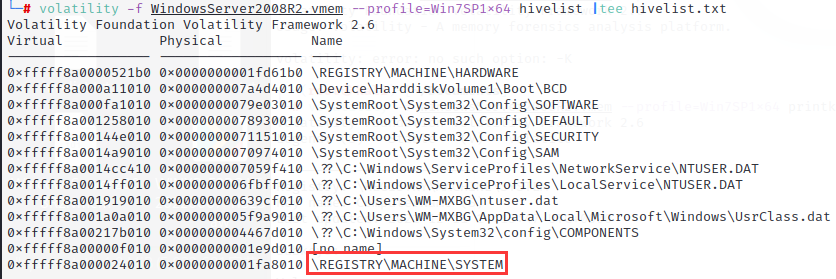 └─# volatility -f WindowsServer2008R2.vmem --profile=Win7SP1×64 hivelist |tee hivelist.txt
Volatility Foundation Volatility Framework 2.6
Virtual Physical Name
0×fffff8a0000521b0 0×0000000001fd61b0 \REGISTRY\MACHINE\HARDWARE
0×fffff8a000a11010 0×000000007a4d4010 \Device\HarddiskVolume1\Boot\BCD
0×fffff8a000fa1010 0×0000000079e03010 \SystemRoot\System32\Config\SOFTWARE
0×fffff8a001258010 0×0000000078930010 \SystemRoot\System32\Config\DEFAULT
0×fffff8a00144e010 0×0000000071151010 \SystemRoot\System32\Config\SECURITY
0×fffff8a0014a9010 0×0000000070974010 \SystemRoot\System32\Config\SAM
0×fffff8a0014cc410 0×000000007059f410 \??\C:\Windows\ServiceProfiles\NetworkService\NTUSER.DAT
0×fffff8a0014ff010 0×000000006fbff010 \??\C:\Windows\ServiceProfiles\LocalService\NTUSER.DAT
0×fffff8a001919010 0×00000000639cf010 \??\C:\Users\WM-MXBG\ntuser.dat
0×fffff8a001a0a010 0×000000005f9a9010 \??\C:\Users\WM-MXBG\AppData\Local\Microsoft\Windows\UsrClass.dat
0×fffff8a00217b010 0×000000004467d010 \??\C:\Windows\System32\config\COMPONENTS
0×fffff8a00000f010 0×0000000001e9d010 [no name]
0×fffff8a000024010 0×0000000001fa8010 \REGISTRY\MACHINE\SYSTEM